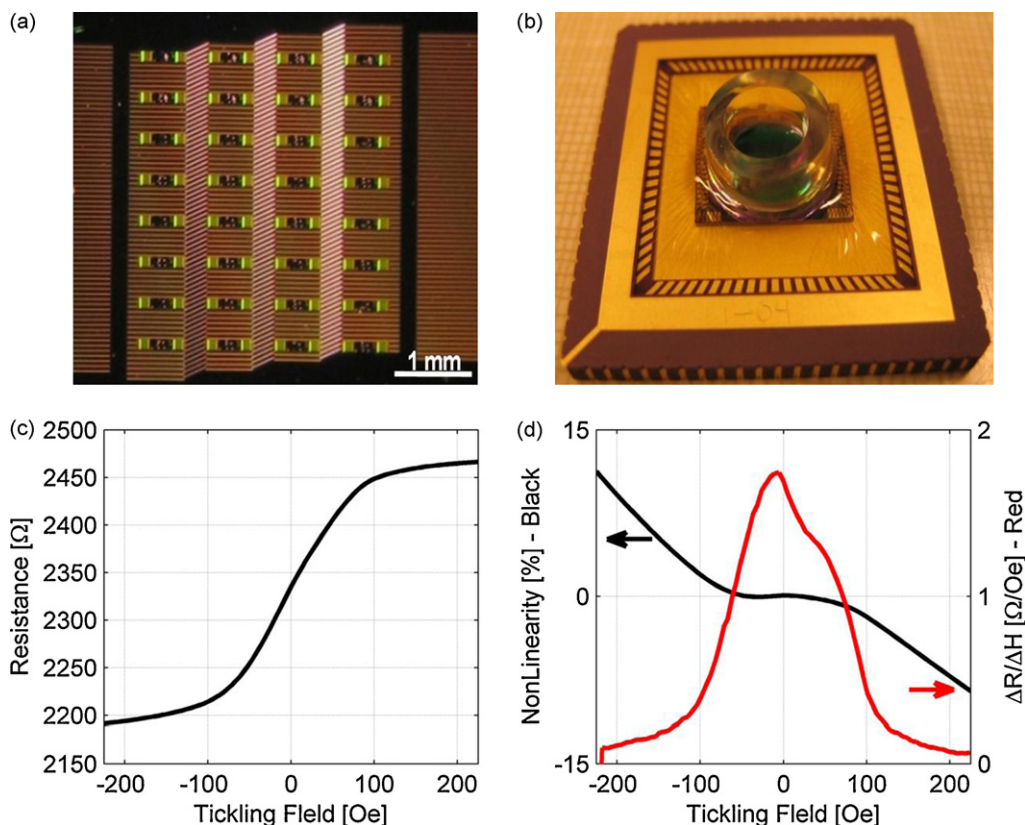 (a)
1 mm
(b)
1-04
(c)
2500
2450
2400
2350
2300
2250
2200
2150
Resistance [Ω]
-200 -100 0 100 200
Tickling FIeld [Oe]
(d)
15
0
-15
NonLinearity [%] - Black
2
1
0
ΔR/ΔH [Ω/Oe] - Red
-200 -100 0 100 200
Tickling FIeld [Oe]